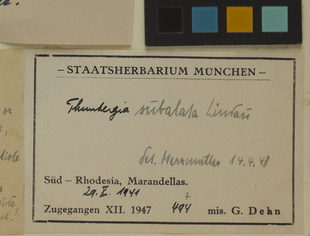 – STAATSHERBARIUM MÜNCHEN –
Thunbergia subalata Lindau
det. Merxmüller 14.4.48
Süd – Rhodesia, Marandellas.
29.X.1941
Zugegangen XII. 1947 494 mis. G. Dehn